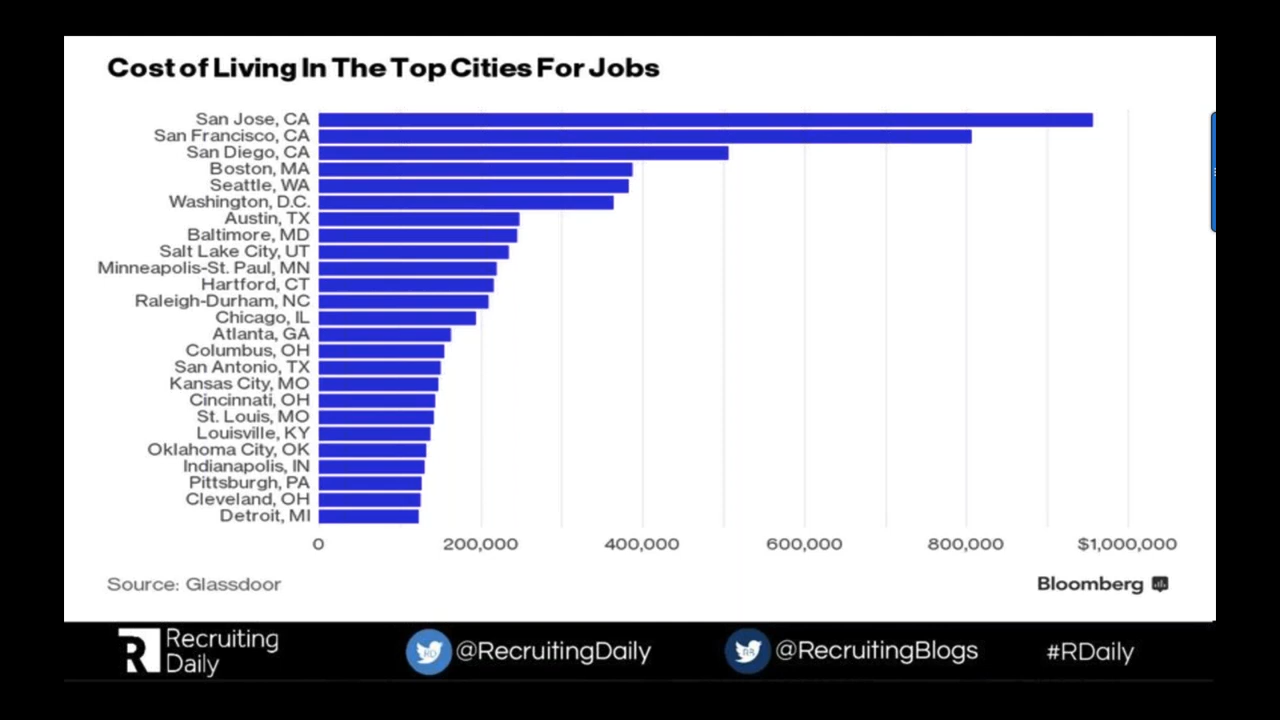 Cost of Living In The Top Cities For Jobs
San Jose, CA
San Francisco, CA
San Diego, CA
Boston, MA
Seattle, WA
Washington, D.C.
Austin, TX
Baltimore, MD
Salt Lake City, UT
Minneapolis-St. Paul, MN
Hartford, CT
Raleigh-Durham, NC
Chicago, IL
Atlanta, GA
Columbus, OH
San Antonio, TX
Kansas City, MO
Cincinnati, OH
St. Louis, MO
Louisville, KY
Oklahoma City, OK
Indianapolis, IN
Pittsburgh, PA
Cleveland, OH
Detroit, MI
0 200,000 400,000 600,000 800,000 $1,000,000
Source: Glassdoor Bloomberg
R Recruiting
Daily
RD @RecruitingDaily RB @RecruitingBlogs #RDaily